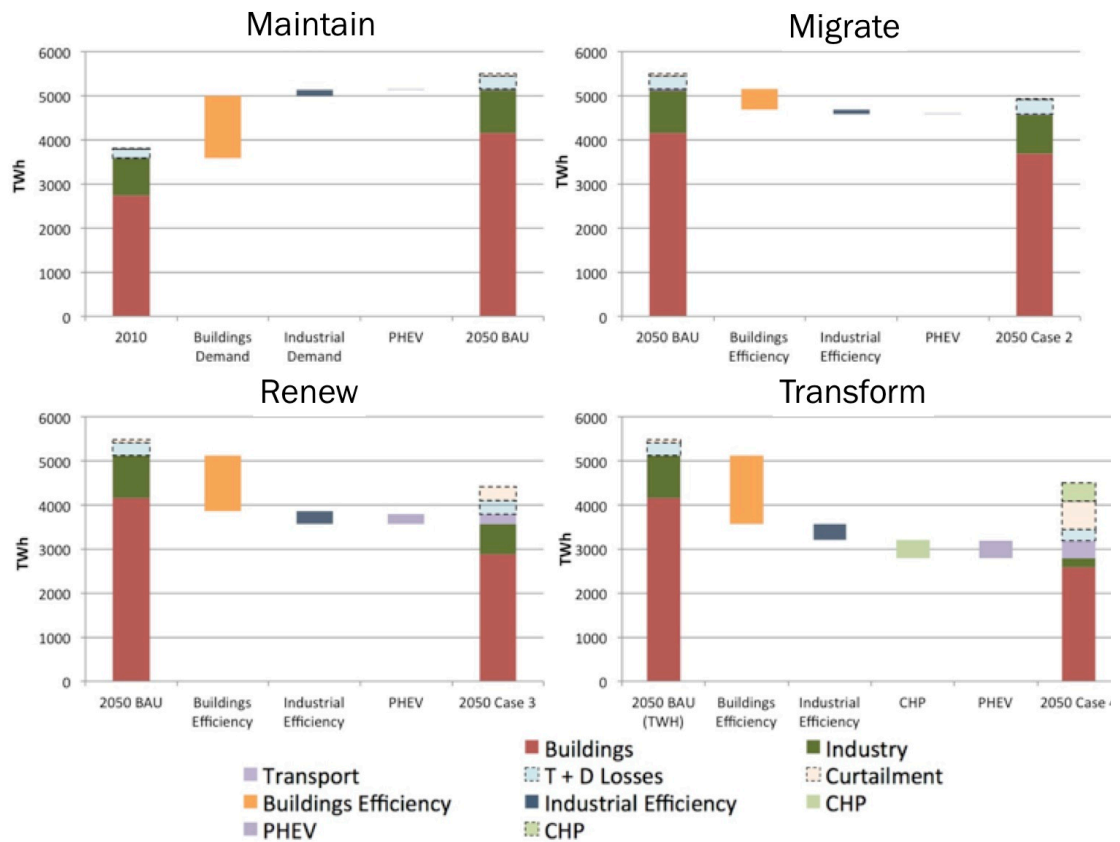 Maintain
6000
5000
4000
3000
2000
1000
0
TWh
2010
Buildings
Demand
Industrial
Demand
PHEV
2050 BAU
Migrate
6000
5000
4000
3000
2000
1000
0
TWh
2050 BAU
Buildings
Efficiency
Industrial
Efficiency
PHEV
2050 Case 2
Renew
6000
5000
4000
3000
2000
1000
0
TWh
2050 BAU
Buildings
Efficiency
Industrial
Efficiency
PHEV
2050 Case 3
Transform
6000
5000
4000
3000
2000
1000
0
TWh
2050 BAU
(TWH)
Buildings
Efficiency
Industrial
Efficiency
CHP
PHEV
2050 Case 4
Buildings
Industry
Transport
T + D Losses
Curtailment
Buildings Efficiency
Industrial Efficiency
CHP
PHEV
CHP